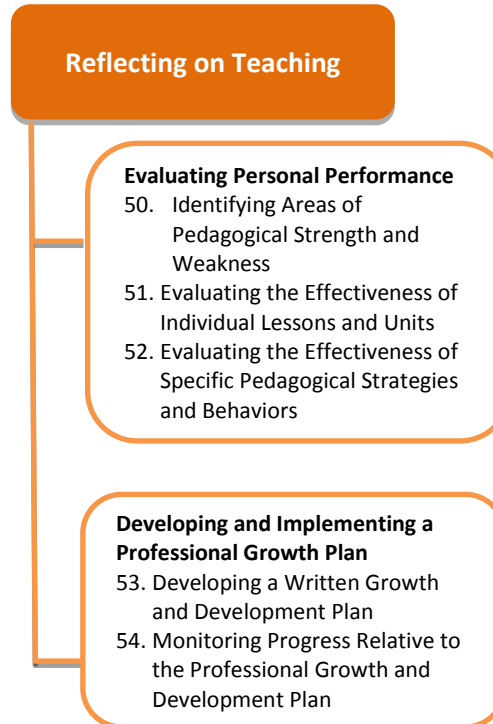 Reflecting on Teaching
Evaluating Personal Performance
50. Identifying Areas of
Pedagogical Strength and
Weakness
51. Evaluating the Effectiveness of
Individual Lessons and Units
52. Evaluating the Effectiveness of
Specific Pedagogical Strategies
and Behaviors
Developing and Implementing a
Professional Growth Plan
53. Developing a Written Growth
and Development Plan
54. Monitoring Progress Relative to
the Professional Growth and
Development Plan